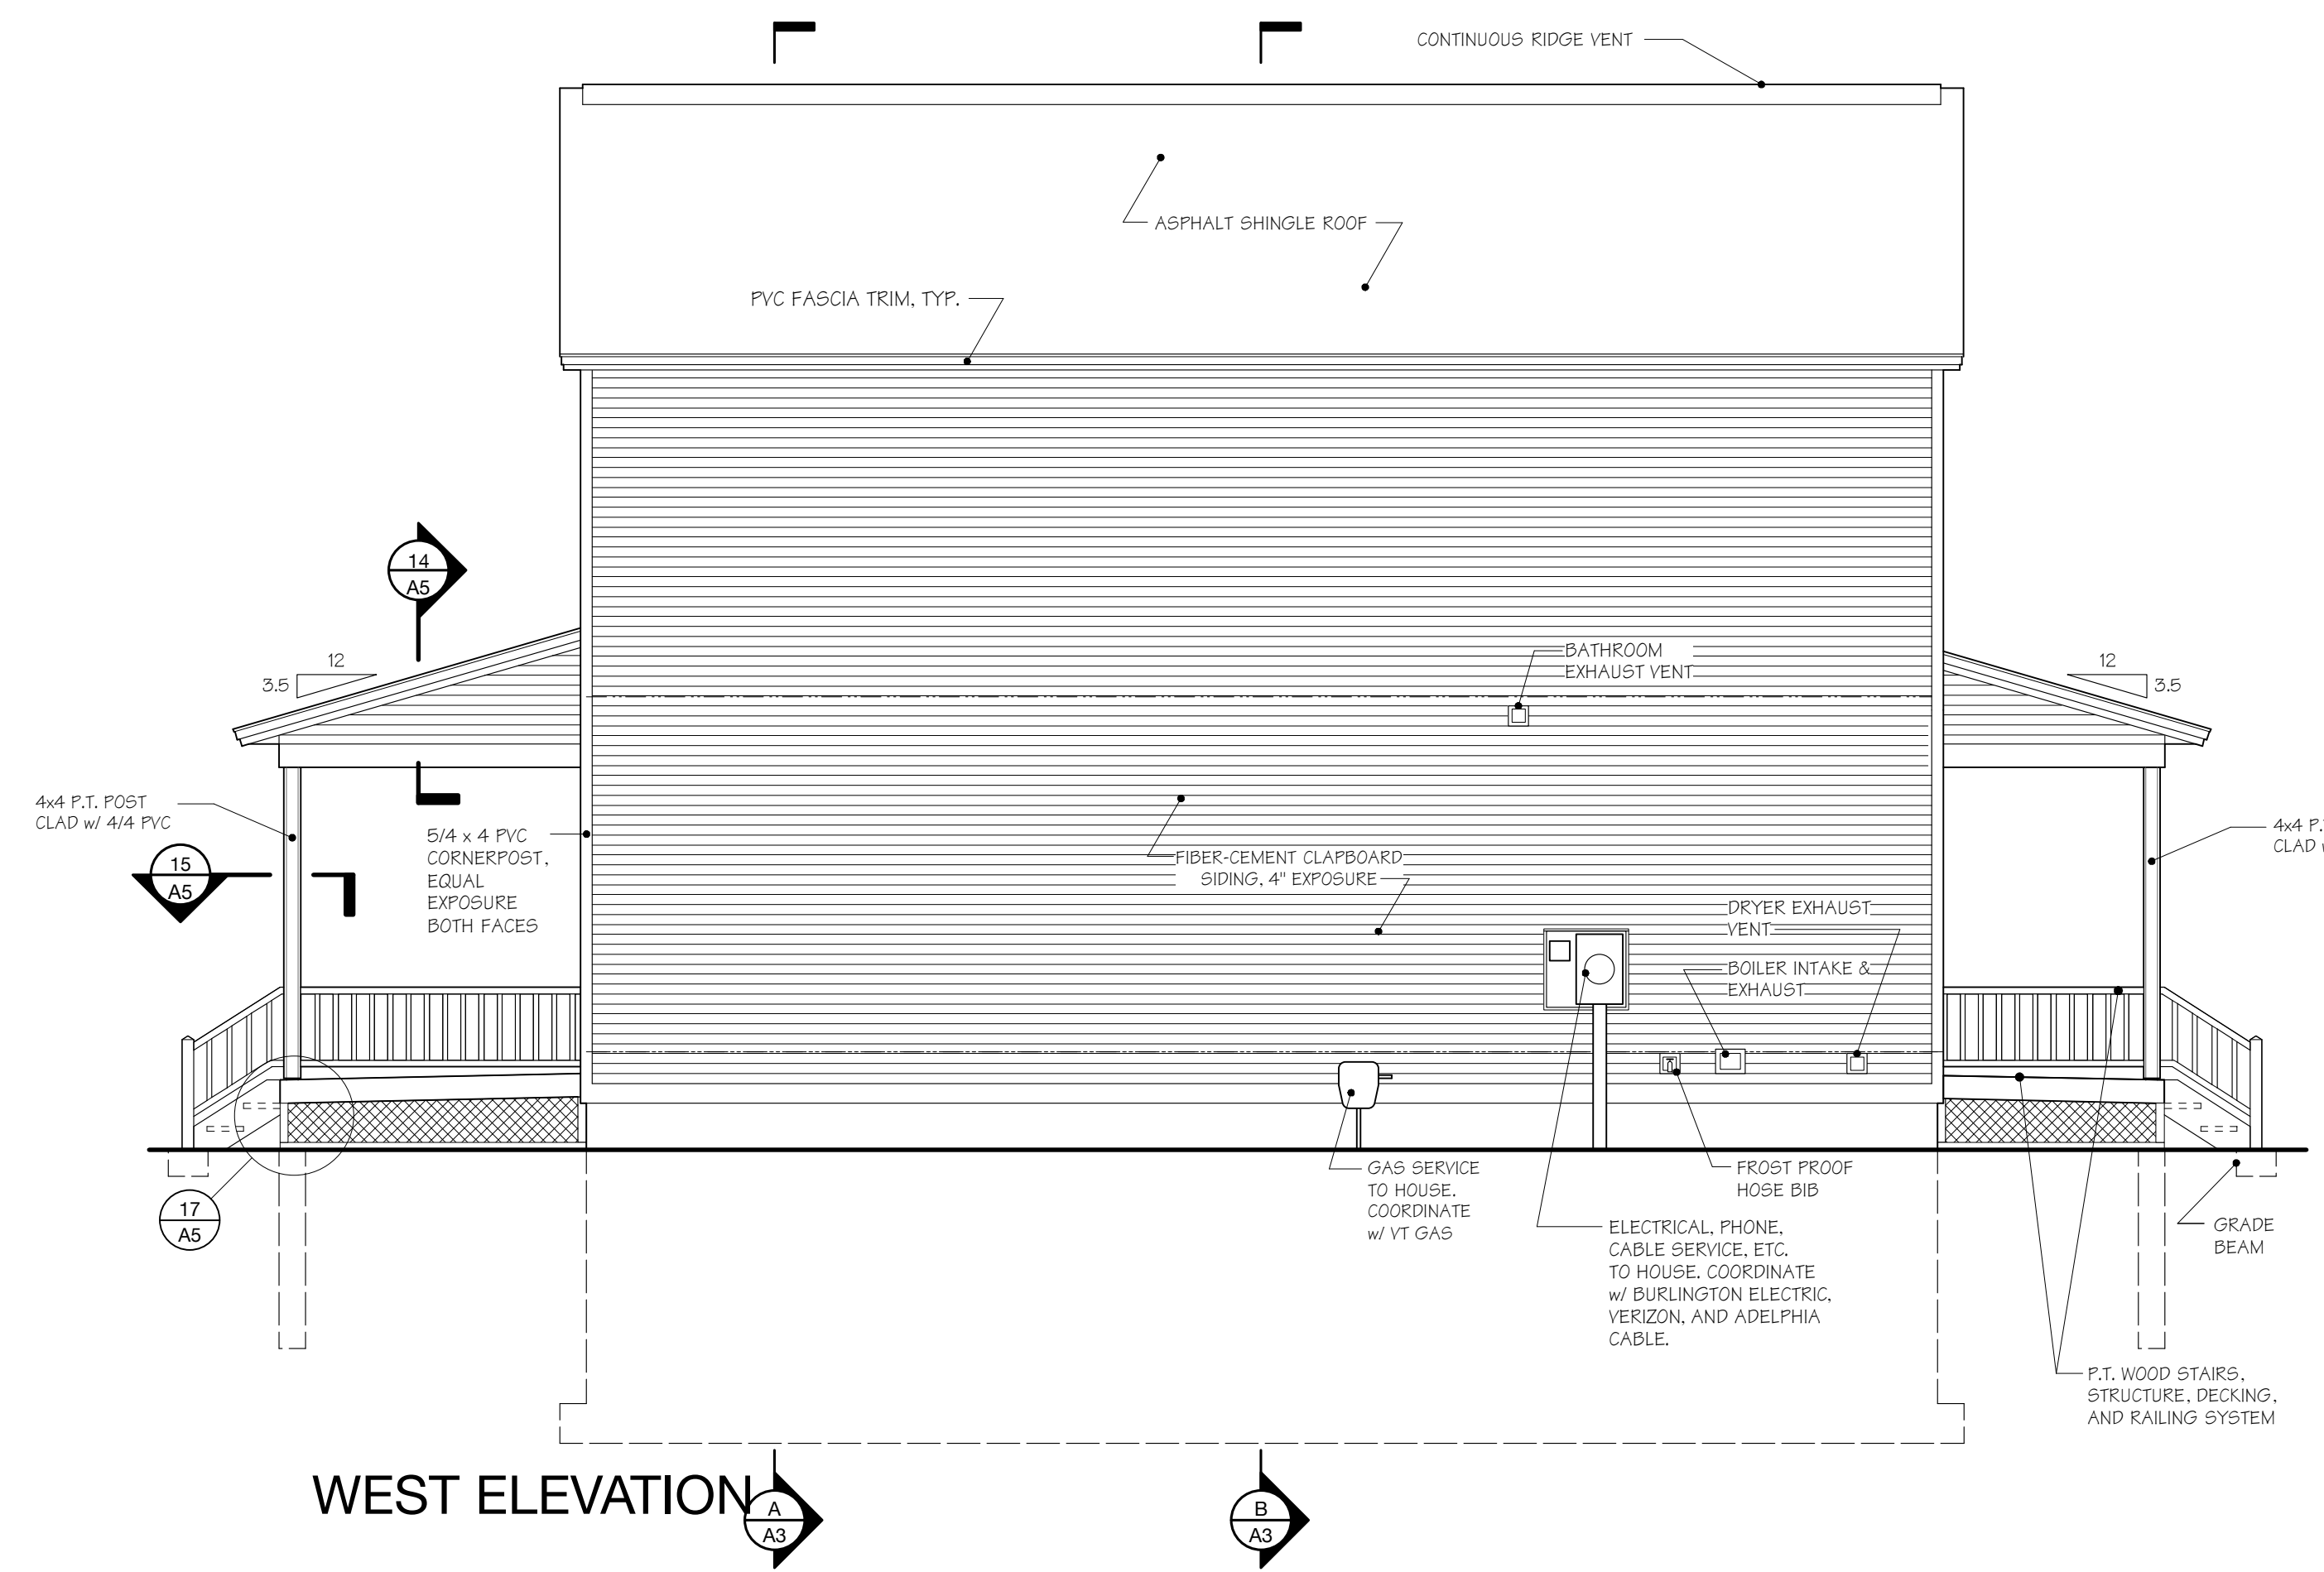 CONTINUOUS RIDGE VENT
ASPHALT SHINGLE ROOF
PVC FASCIA TRIM, TYP.
14
A5
12
3.5
BATHROOM
EXHAUST VENT
12
3.5
4x4 P.T. POST
CLAD w/ 4/4 PVC
15
A5
5/4 x 4 PVC
CORNERPOST,
EQUAL
EXPOSURE
BOTH FACES
FIBER-CEMENT CLAPBOARD
SIDING, 4" EXPOSURE
4x4 P.
CLAD
DRYER EXHAUST
VENT
BOILER INTAKE &
EXHAUST
17
A5
GAS SERVICE
TO HOUSE.
COORDINATE
w/ VT GAS
FROST PROOF
HOSE BIB
ELECTRICAL, PHONE,
CABLE SERVICE, ETC.
TO HOUSE. COORDINATE
w/ BURLINGTON ELECTRIC,
VERIZON, AND ADELPHIA
CABLE.
GRADE
BEAM
P.T. WOOD STAIRS,
STRUCTURE, DECKING,
AND RAILING SYSTEM
WEST ELEVATION
A
A3
B
A3